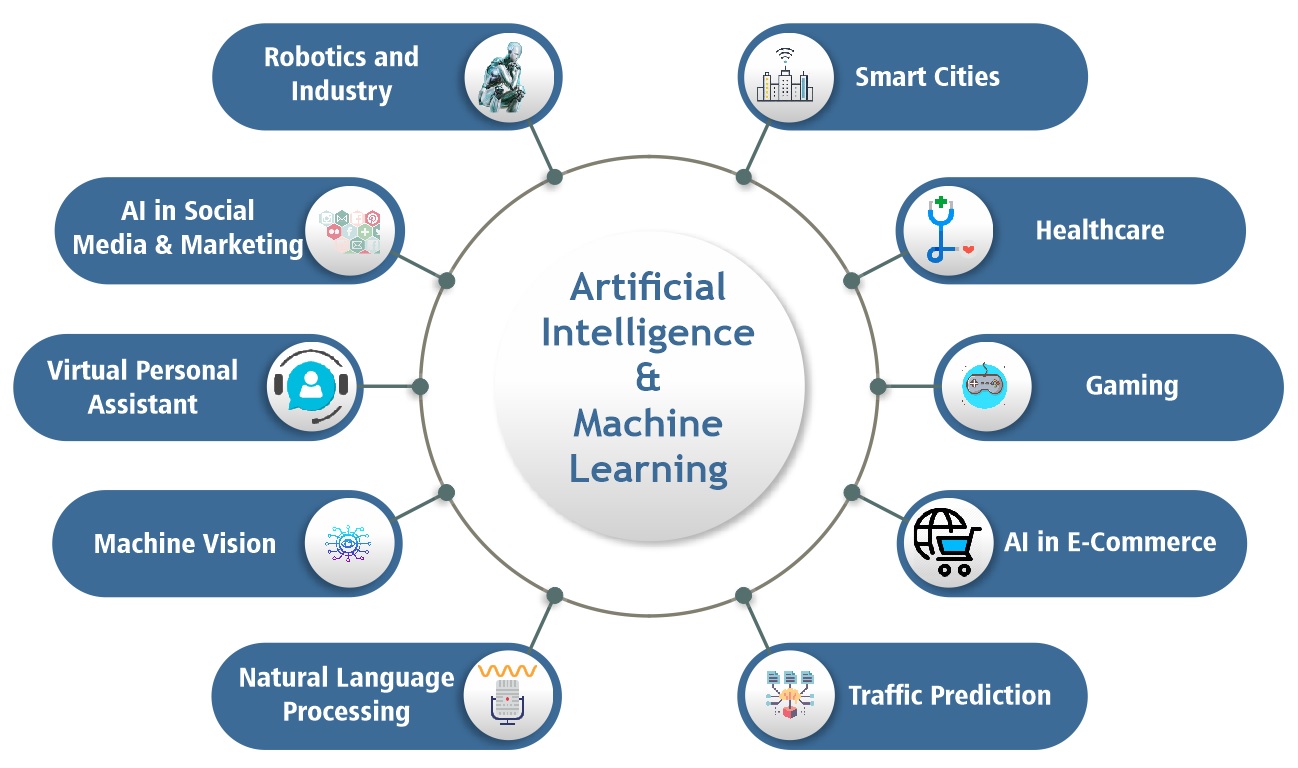 Robotics and
Industry
Smart Cities
AI in Social
Media & Marketing
Healthcare
Artificial
Intelligence
&
Machine
Learning
Virtual Personal
Assistant
Gaming
Machine Vision
AI in E-Commerce
Natural Language
Processing
Traffic Prediction